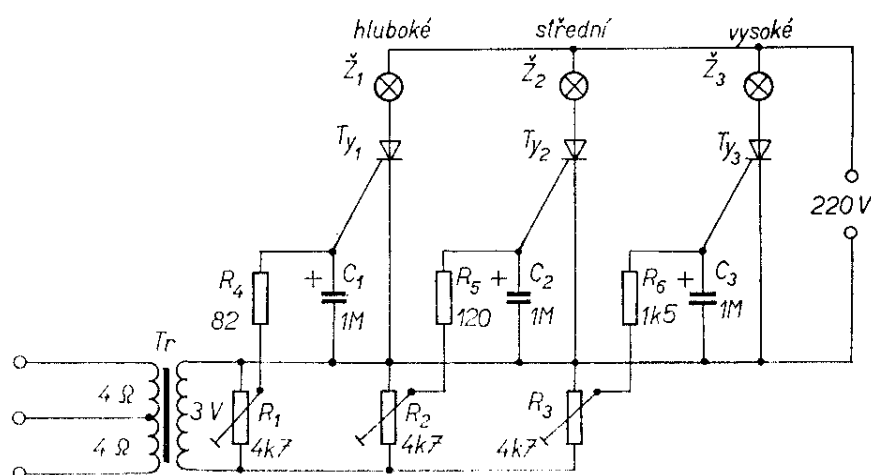 hluboké
střední
vysoké
Ž1
Ž2
Ž3
Ty1
Ty2
Ty3
220 V
R4
82
+
C1
1M
R5
120
+
C2
1M
R6
1k5
+
C3
1M
Tr
4 Ω
4 Ω
3 V
R1
4k7
R2
4k7
R3
4k7